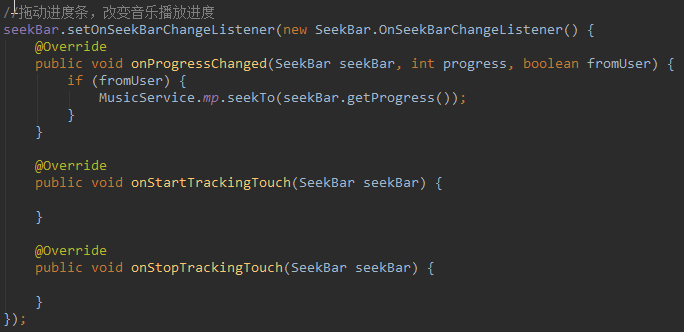 //拖动进度条，改变音乐播放进度
seekBar.setOnSeekBarChangeListener(new SeekBar.OnSeekBarChangeListener() {
    @Override
    public void onProgressChanged(SeekBar seekBar, int progress, boolean fromUser) {
        if (fromUser) {
            MusicService.mp.seekTo(seekBar.getProgress());
        }
    }

    @Override
    public void onStartTrackingTouch(SeekBar seekBar) {

    }

    @Override
    public void onStopTrackingTouch(SeekBar seekBar) {

    }
});